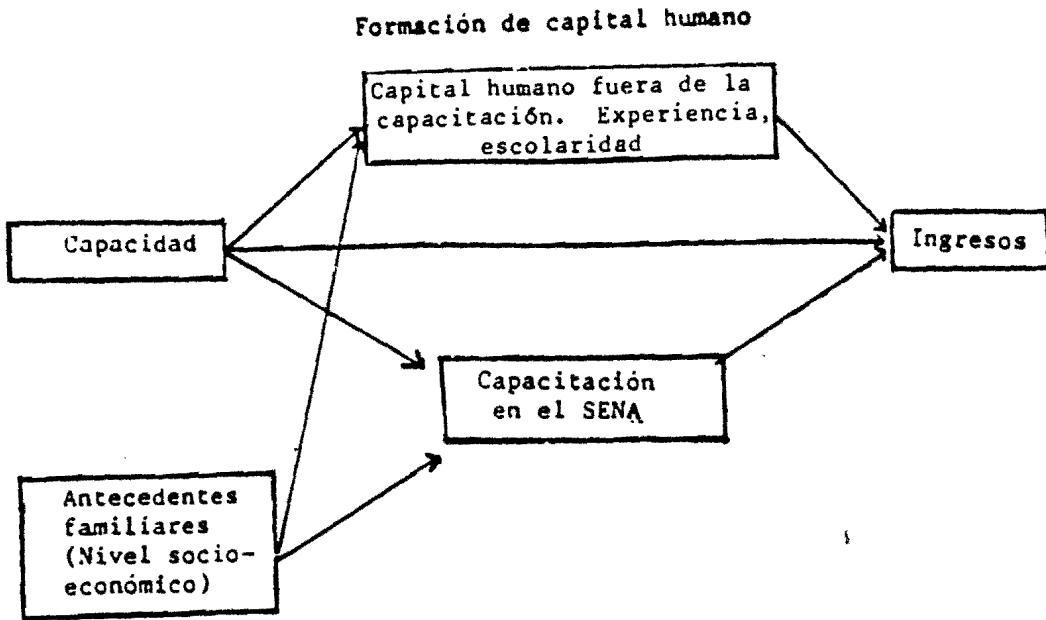 Formación de capital humano
Capital humano fuera de la
capacitación. Experiencia,
escolaridad
Capacidad
Ingresos
Capacitación
en el SENA
Antecedentes
familiares
(Nivel socio-
económico)